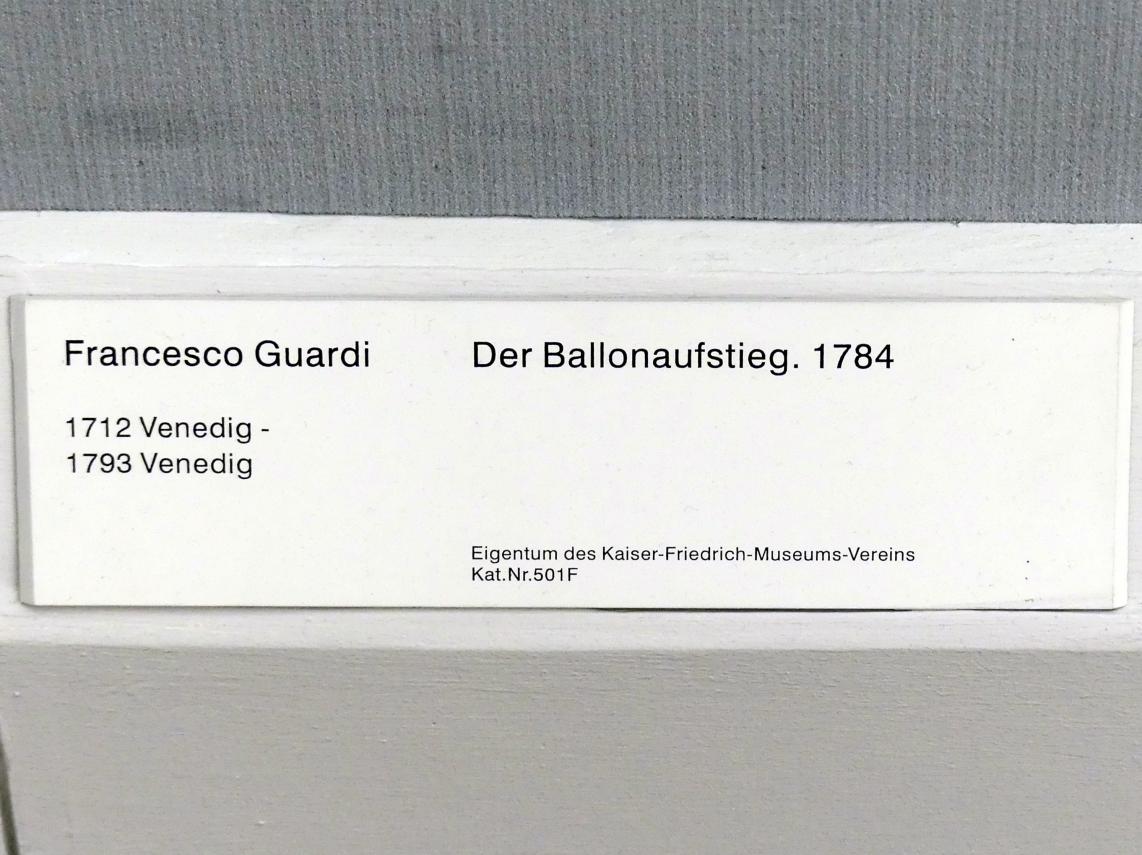 Francesco Guardi
1712 Venedig -
1793 Venedig
Der Ballonaufstieg. 1784
Eigentum des Kaiser-Friedrich-Museums-Vereins
Kat.Nr.501F